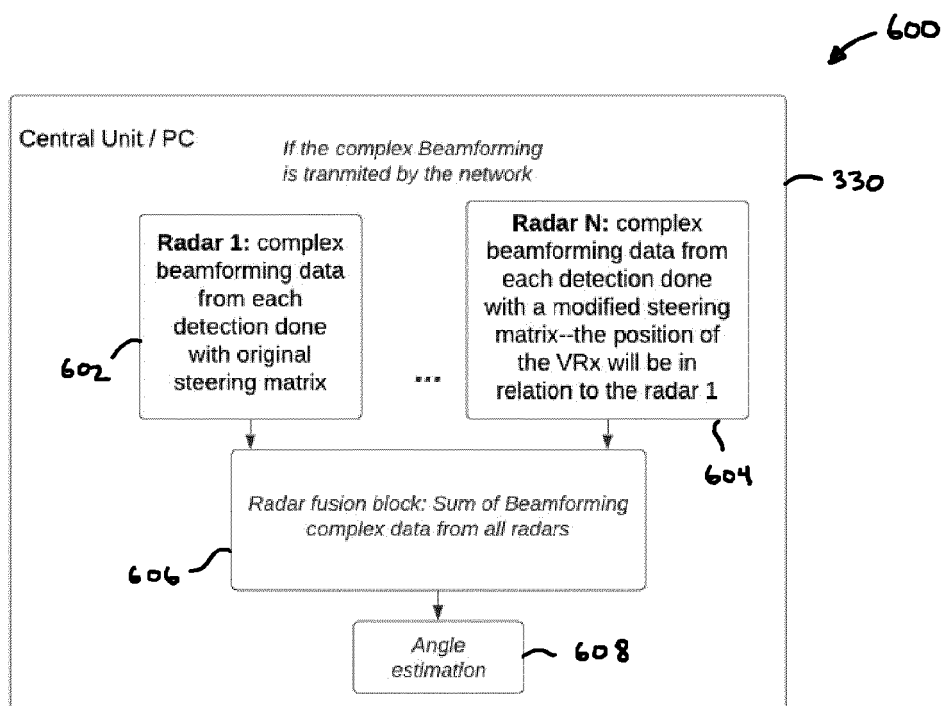 600
Central Unit / PC
If the complex Beamforming
is tranmited by the network
330
Radar 1: complex
beamforming data
from each
detection done
with original
steering matrix
602
...
Radar N: complex
beamforming data from
each detection done
with a modified steering
matrix--the position of
the VRx will be in
relation to the radar 1
604
Radar fusion block: Sum of Beamforming
complex data from all radars
606
Angle
estimation
608